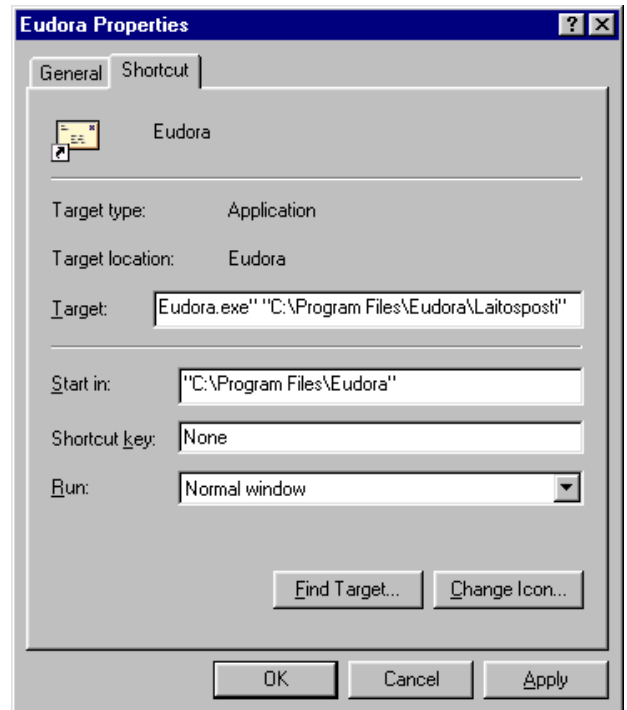 Eudora Properties
General Shortcut
Eudora
Target type: Application
Target location: Eudora
Target: Eudora.exe" "C:\Program Files\Eudora\Laitosposti"
Start in: "C:\Program Files\Eudora"
Shortcut key: None
Run: Normal window
Find Target... Change Icon...
OK Cancel Apply